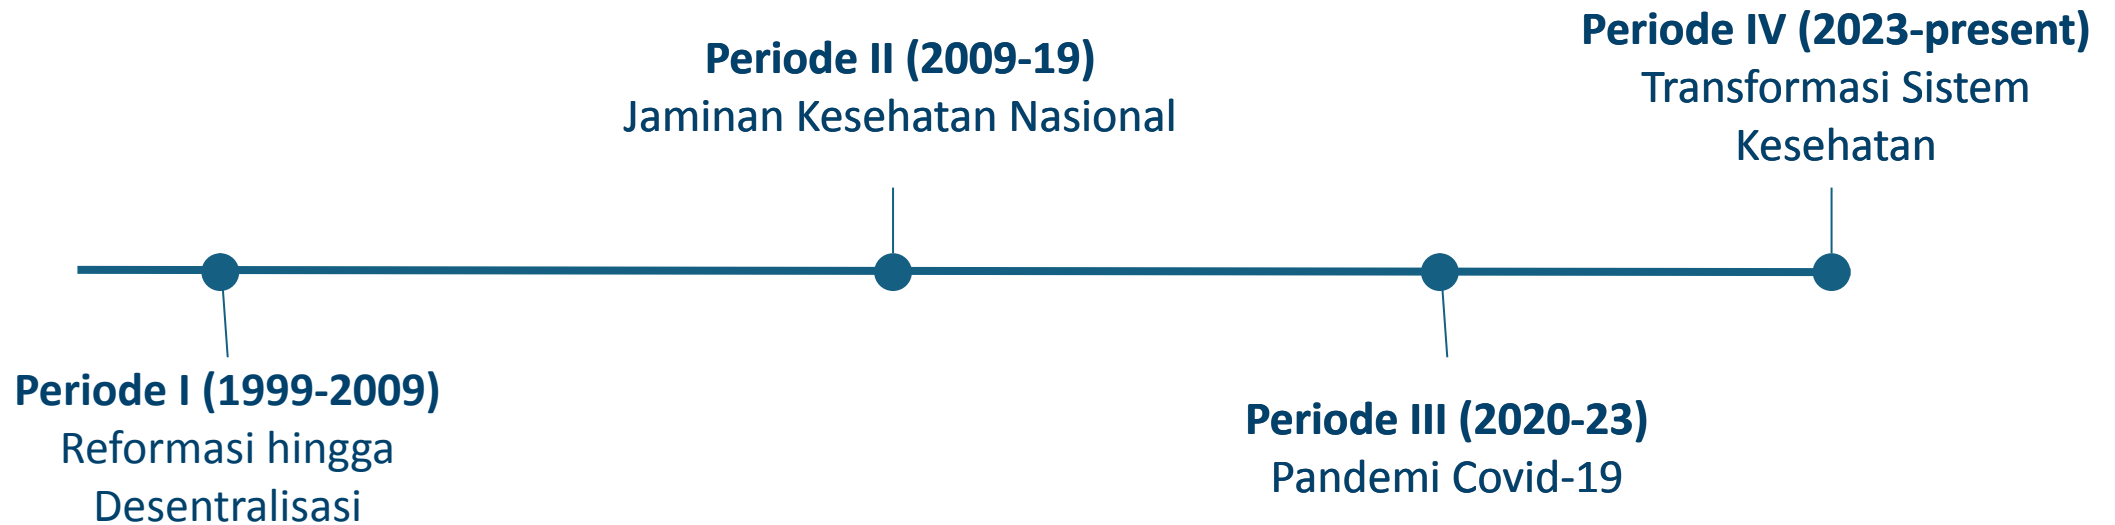 Periode I (1999-2009)
Reformasi hingga
Desentralisasi
Periode II (2009-19)
Jaminan Kesehatan Nasional
Periode III (2020-23)
Pandemi Covid-19
Periode IV (2023-present)
Transformasi Sistem
Kesehatan